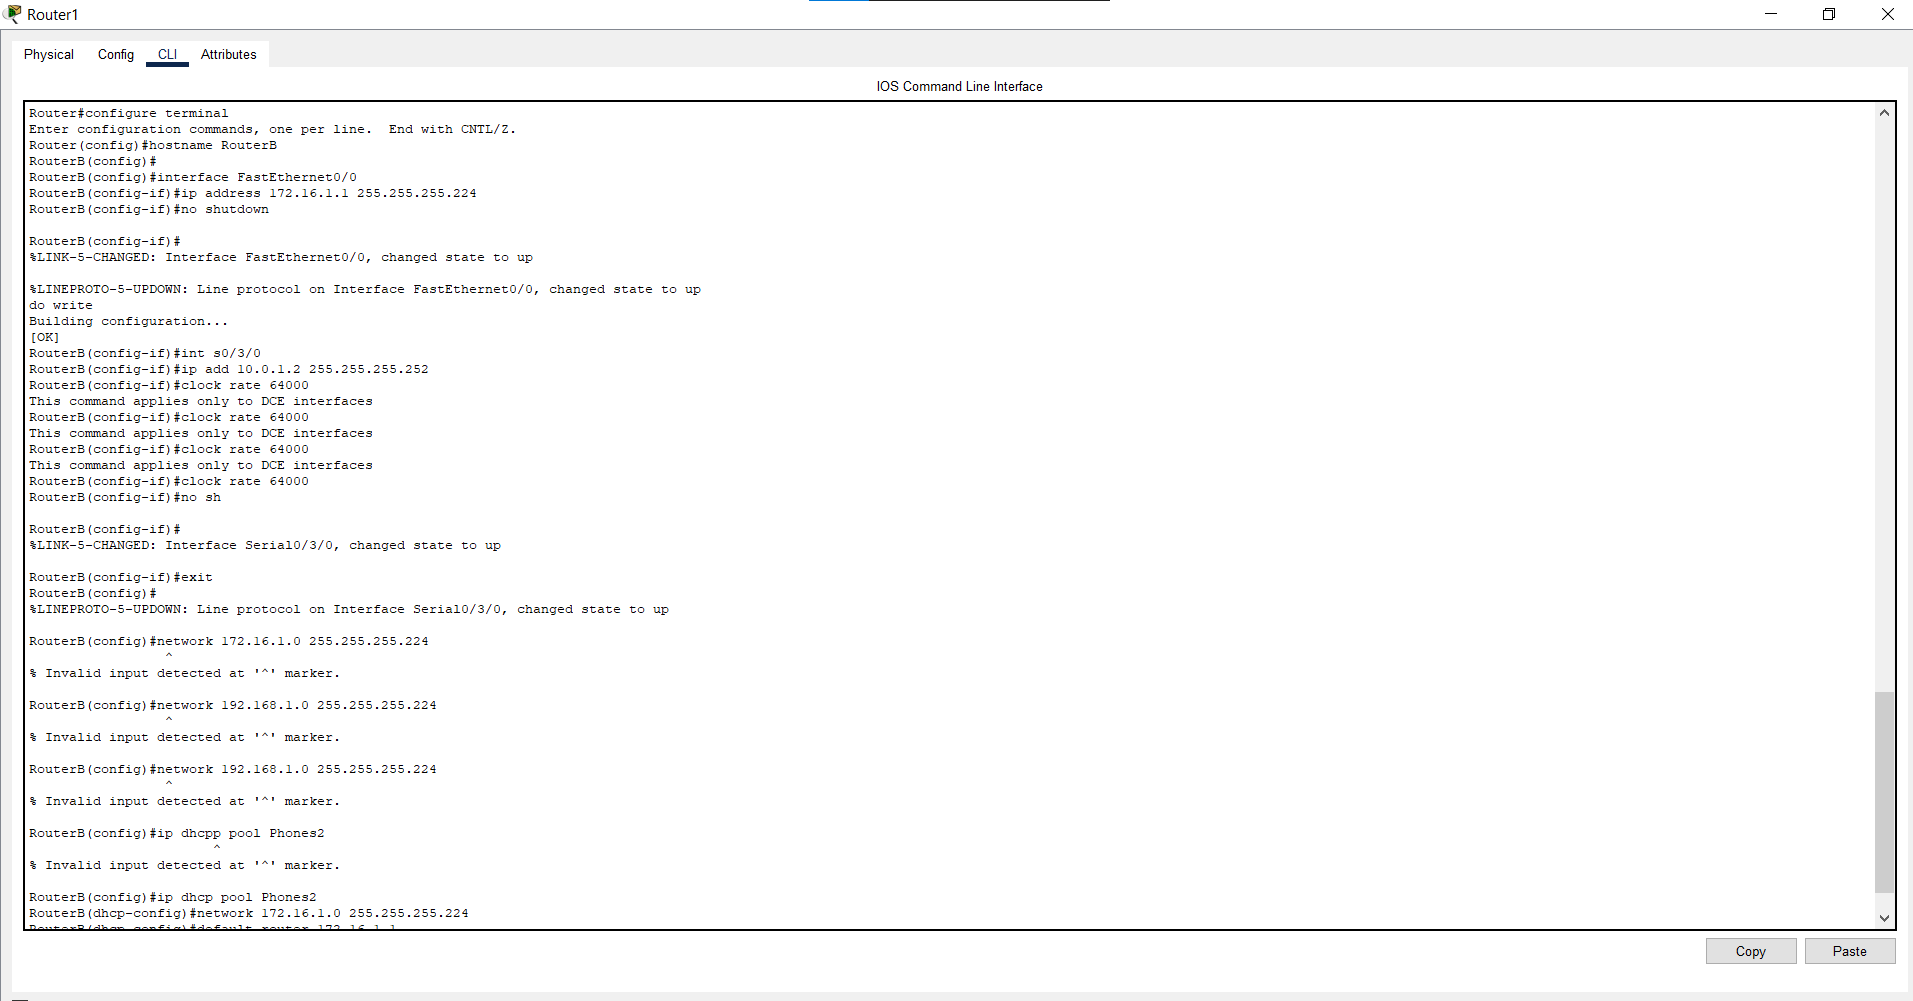 Router1
Physical Config CLI Attributes
IOS Command Line Interface
Router#configure terminal
Enter configuration commands, one per line.  End with CNTL/Z.
Router(config)#hostname RouterB
RouterB(config)#
RouterB(config)#interface FastEthernet0/0
RouterB(config-if)#ip address 172.16.1.1 255.255.255.224
RouterB(config-if)#no shutdown
RouterB(config-if)#
%LINK-5-CHANGED: Interface FastEthernet0/0, changed state to up
%LINEPROTO-5-UPDOWN: Line protocol on Interface FastEthernet0/0, changed state to up
do write
Building configuration...
[OK]
RouterB(config-if)#int s0/3/0
RouterB(config-if)#ip add 10.0.1.2 255.255.255.252
RouterB(config-if)#clock rate 64000
This command applies only to DCE interfaces
RouterB(config-if)#clock rate 64000
This command applies only to DCE interfaces
RouterB(config-if)#clock rate 64000
This command applies only to DCE interfaces
RouterB(config-if)#clock rate 64000
RouterB(config-if)#no sh
RouterB(config-if)#
%LINK-5-CHANGED: Interface Serial0/3/0, changed state to up
RouterB(config-if)#exit
RouterB(config)#
%LINEPROTO-5-UPDOWN: Line protocol on Interface Serial0/3/0, changed state to up
RouterB(config)#network 172.16.1.0 255.255.255.224
^
% Invalid input detected at '^' marker.
RouterB(config)#network 192.168.1.0 255.255.255.224
^
% Invalid input detected at '^' marker.
RouterB(config)#network 192.168.1.0 255.255.255.224
^
% Invalid input detected at '^' marker.
RouterB(config)#ip dhcpp pool Phones2
^
% Invalid input detected at '^' marker.
RouterB(config)#ip dhcp pool Phones2
RouterB(dhcp-config)#network 172.16.1.0 255.255.255.224
RouterB(dhcp-config)#default-router 172.16.1.1
Copy Paste